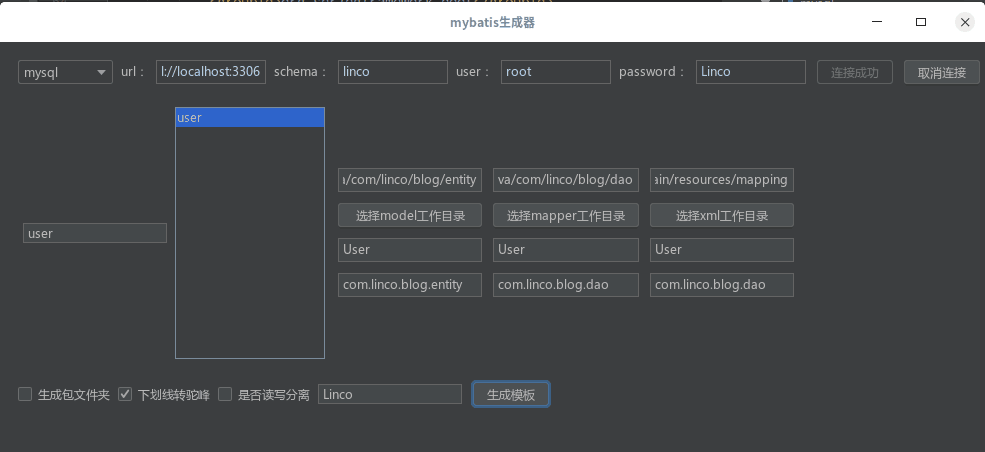 mybatis生成器
mysql url： l://localhost:3306 schema： linco user： root password： Linco 连接成功 取消连接
user
user
ı/com/linco/blog/entity va/com/linco/blog/dao ain/resources/mapping
选择model工作目录 选择mapper工作目录 选择xml工作目录
User User User
com.linco.blog.entity com.linco.blog.dao com.linco.blog.dao
生成包文件夹 下划线转驼峰 是否读写分离 Linco 生成模板